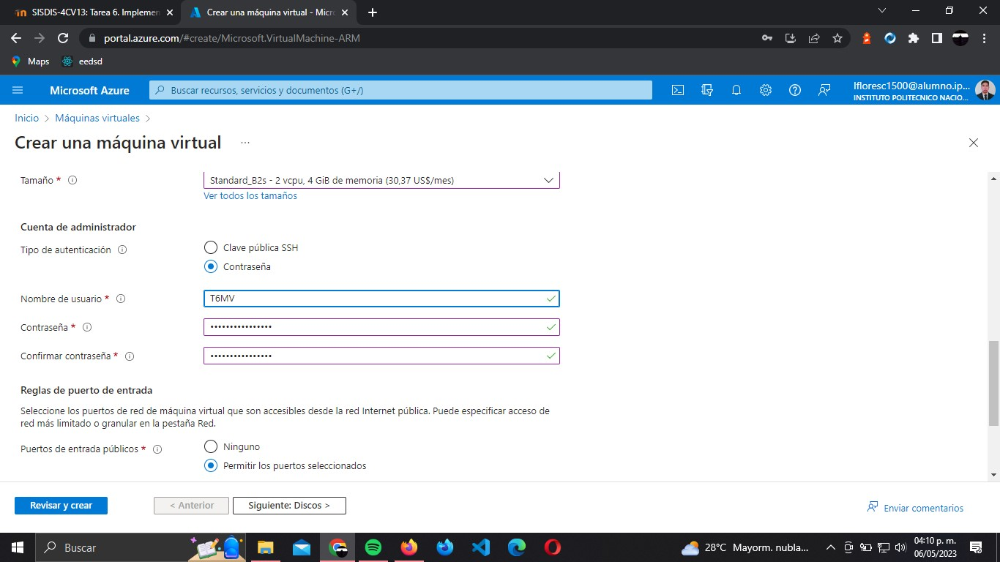 SISDIS-4CV13: Tarea 6. Implemen
Crear una máquina virtual - Micro
portal.azure.com/#create/Microsoft.VirtualMachine-ARM
Maps
eedsd
Microsoft Azure
Buscar recursos, servicios y documentos (G+/)
lfloresc1500@alumno.ip...
INSTITUTO POLITECNICO NACIO...
Inicio > Máquinas virtuales >
Crear una máquina virtual ...
Tamaño *
Standard_B2s - 2 vcpu, 4 GiB de memoria (30,37 US$/mes)
Ver todos los tamaños
Cuenta de administrador
Tipo de autenticación
Clave pública SSH
Contraseña
Nombre de usuario *
T6MV
Contraseña *
••••••••••••••••
Confirmar contraseña *
••••••••••••••••
Reglas de puerto de entrada
Seleccione los puertos de red de máquina virtual que son accesibles desde la red Internet pública. Puede especificar acceso de
red más limitado o granular en la pestaña Red.
Puertos de entrada públicos *
Ninguno
Permitir los puertos seleccionados
Revisar y crear
< Anterior
Siguiente: Discos >
Enviar comentarios
Buscar
28°C Mayorm. nubla...
04:10 p. m.
06/05/2023